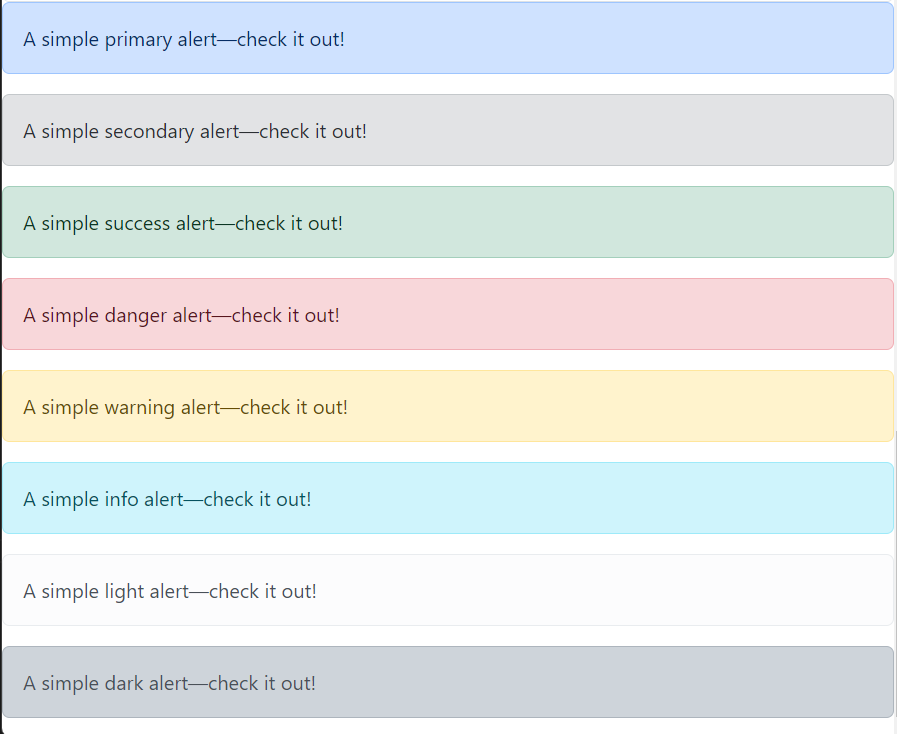 A simple primary alert—check it out!
A simple secondary alert—check it out!
A simple success alert—check it out!
A simple danger alert—check it out!
A simple warning alert—check it out!
A simple info alert—check it out!
A simple light alert—check it out!
A simple dark alert—check it out!